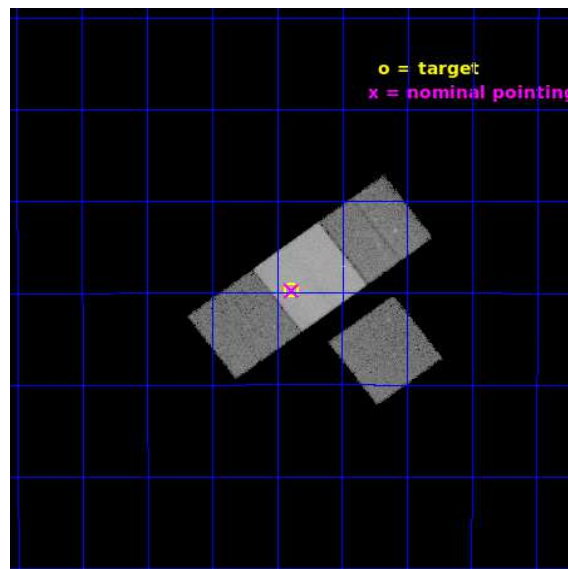 o = target
x = nominal pointing